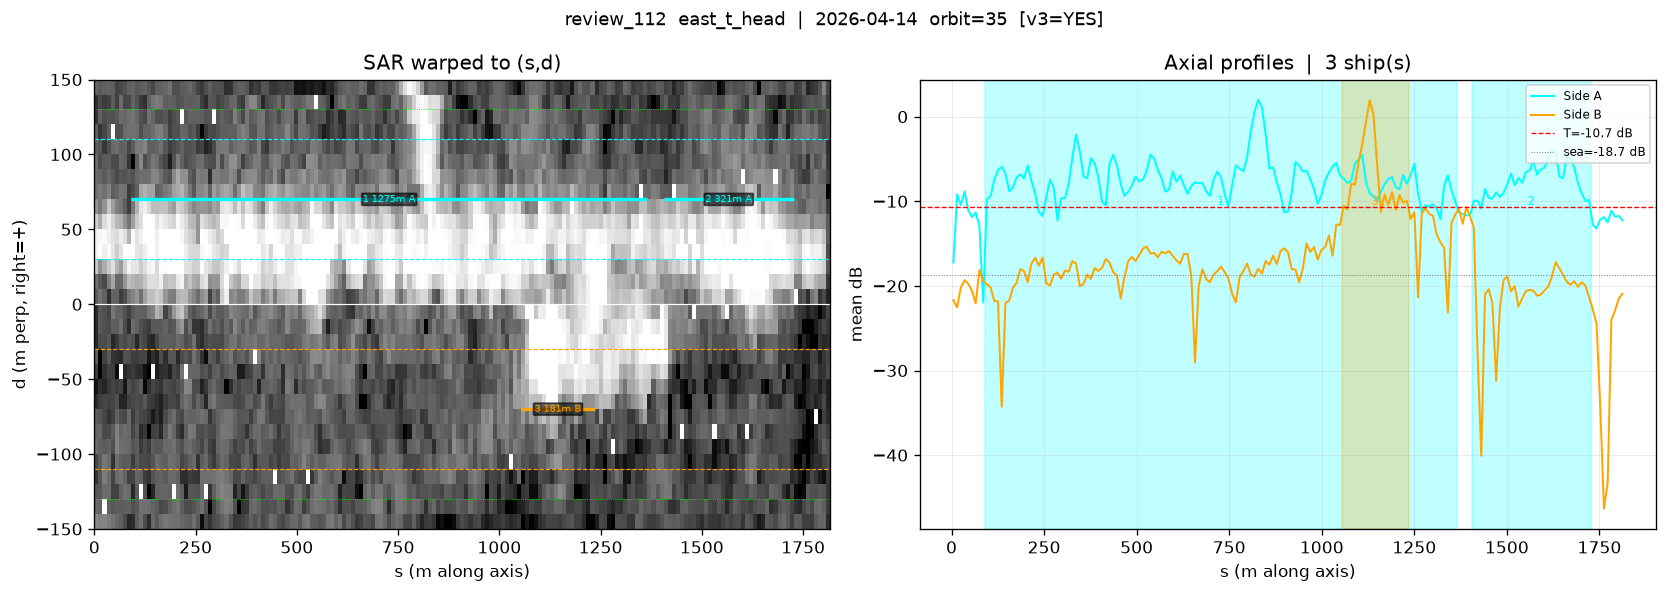 review_112  east_t_head  |  2026-04-14  orbit=35  [v3=YES]
SAR warped to (s,d)
150
100
50
0
−50
−100
−150
d (m perp, right=+)
1 1275m A
2 321m A
3 181m B
0
250
500
750
1000
1250
1500
1750
s (m along axis)
Axial profiles  |  3 ship(s)
0
−10
−20
−30
−40
mean dB
Side A
Side B
T=-10.7 dB
sea=-18.7 dB
1
3
2
0
250
500
750
1000
1250
1500
1750
s (m along axis)